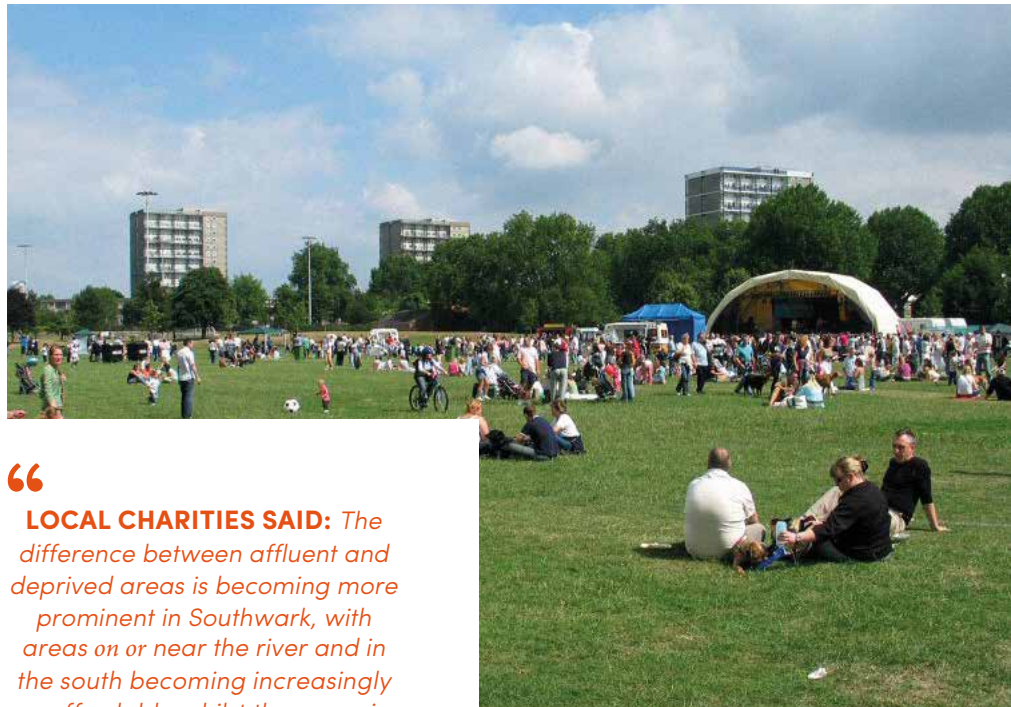 “
LOCAL CHARITIES SAID: The
difference between affluent and
deprived areas is becoming more
prominent in Southwark, with
areas on or near the river and in
the south becoming increasingly